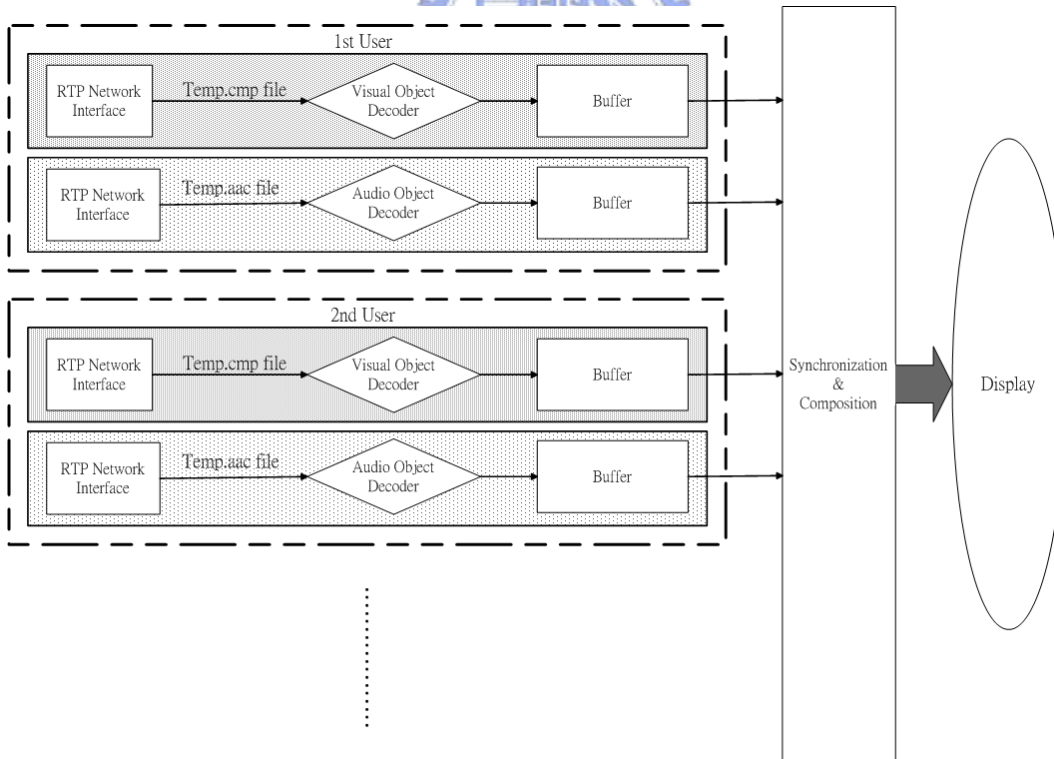 1st User
RTP Network
Interface
Temp.cmp file
Visual Object
Decoder
Buffer
RTP Network
Interface
Temp.aac file
Audio Object
Decoder
Buffer
2nd User
RTP Network
Interface
Temp.cmp file
Visual Object
Decoder
Buffer
RTP Network
Interface
Temp.aac file
Audio Object
Decoder
Buffer
Synchronization
&
Composition
Display